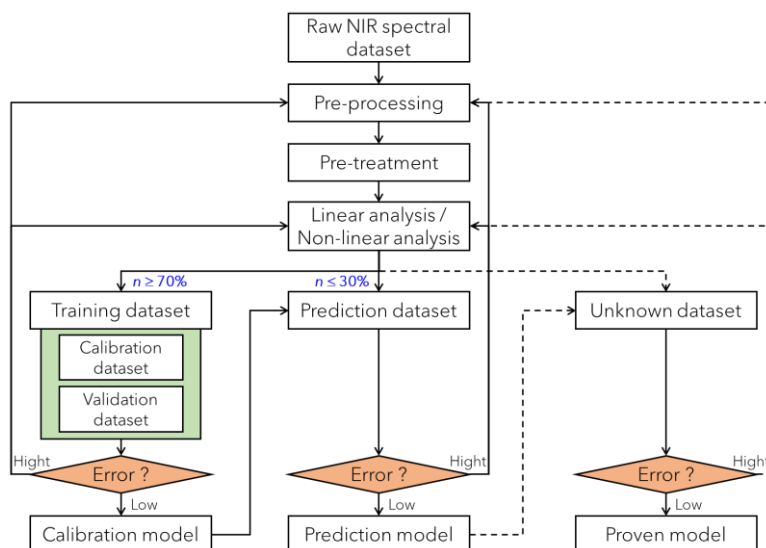 Raw NIR spectral
dataset
Pre-processing
Pre-treatment
Linear analysis /
Non-linear analysis
n ≥ 70%
n ≤ 30%
Training dataset
Prediction dataset
Unknown dataset
Calibration
dataset
Validation
dataset
Hight
Error ?
Hight
Error ?
Hight
Error ?
Low
Low
Low
Calibration model
Prediction model
Proven model